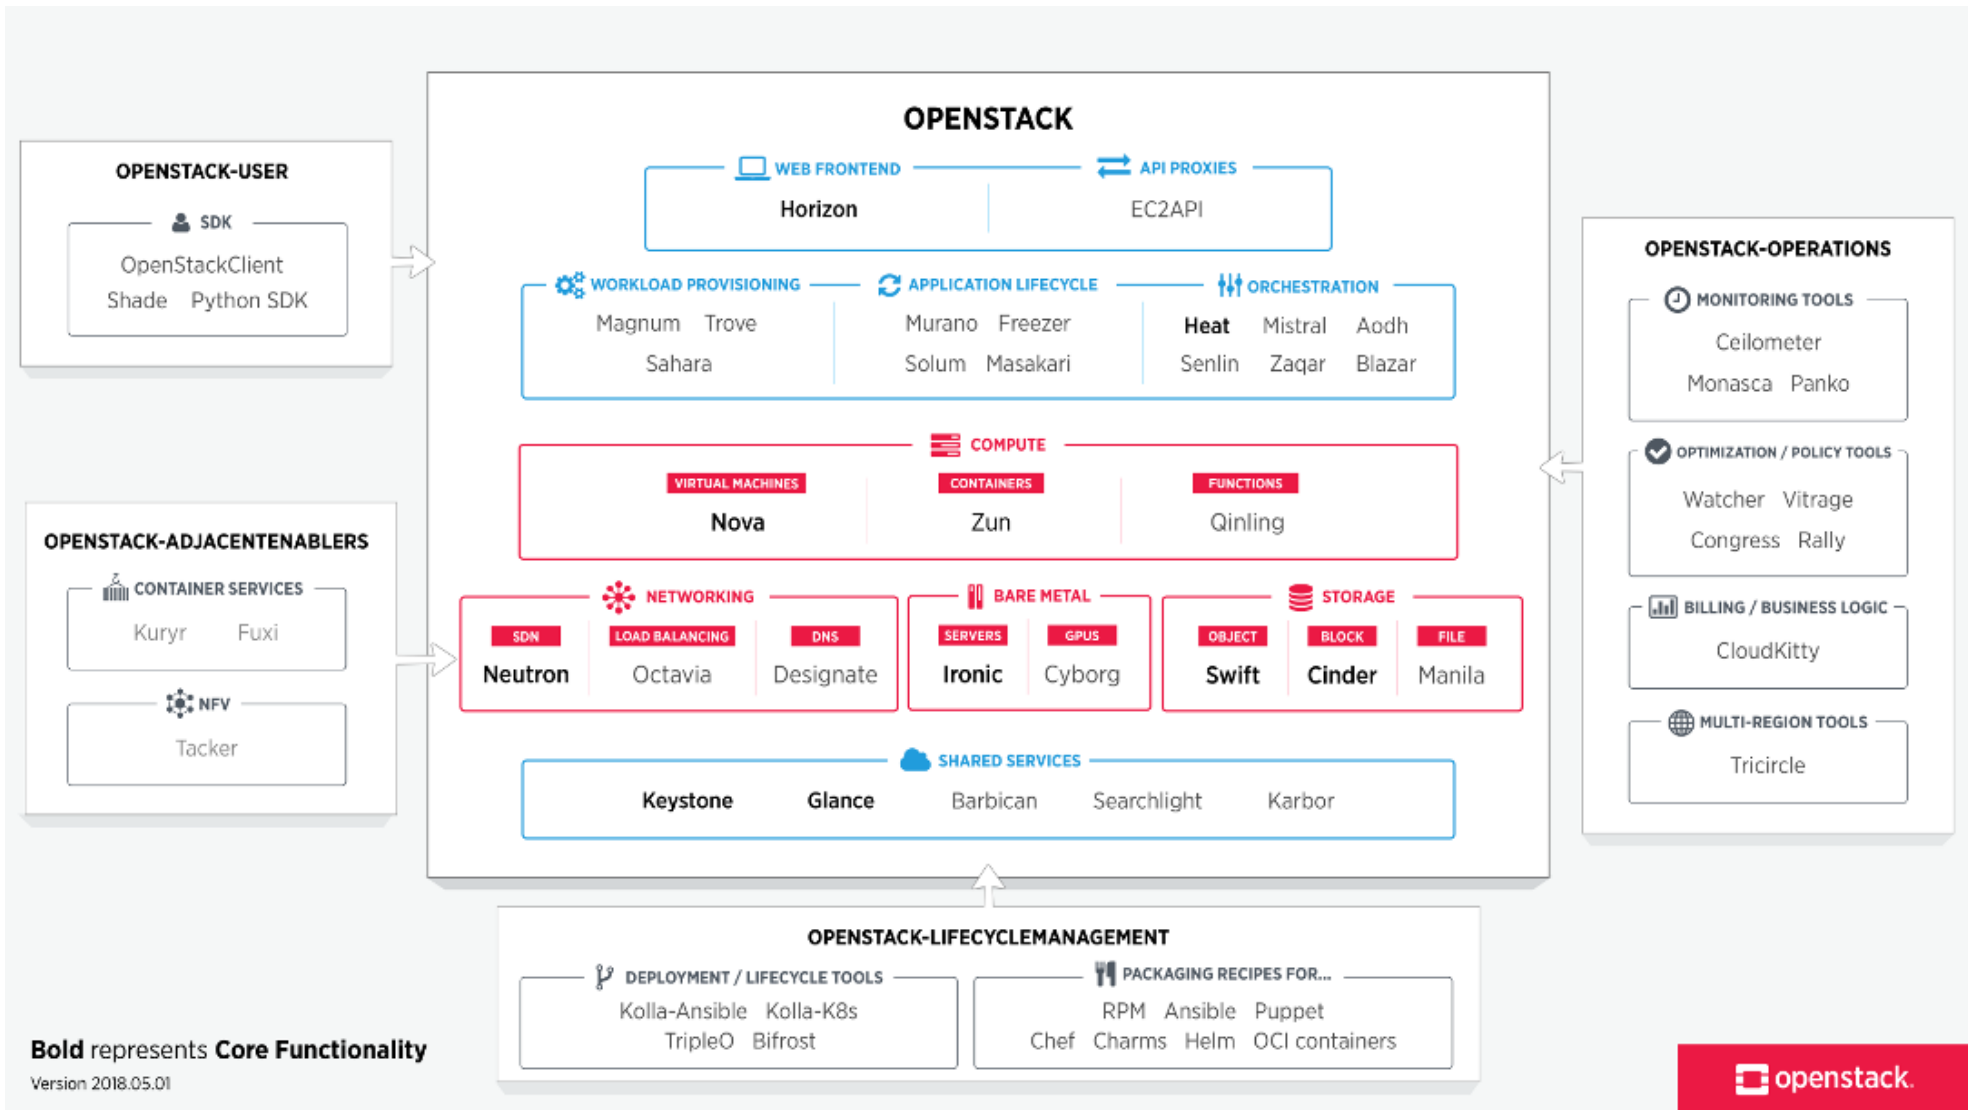 OPENSTACK
WEB FRONTEND
Horizon
API PROXIES
EC2API
WORKLOAD PROVISIONING
Magnum Trove
Sahara
APPLICATION LIFECYCLE
Murano Freezer
Solum Masakari
ORCHESTRATION
Heat Mistral Aodh
Senlin Zaqar Blazar
COMPUTE
VIRTUAL MACHINES
Nova
CONTAINERS
Zun
FUNCTIONS
Qinling
NETWORKING
SDN
Neutron
LOAD BALANCING
Octavia
DNS
Designate
BARE METAL
SERVERS
Ironic
GPUS
Cyborg
STORAGE
OBJECT
Swift
BLOCK
Cinder
FILE
Manila
SHARED SERVICES
Keystone Glance Barbican Searchlight Karbor
OPENSTACK-USER
SDK
OpenStackClient
Shade Python SDK
OPENSTACK-ADJACENTENABLERS
CONTAINER SERVICES
Kuryr Fuxi
NFV
Tacker
OPENSTACK-OPERATIONS
MONITORING TOOLS
Ceilometer
Monasca Panko
OPTIMIZATION / POLICY TOOLS
Watcher Vitrage
Congress Rally
BILLING / BUSINESS LOGIC
CloudKitty
MULTI-REGION TOOLS
Tricircle
OPENSTACK-LIFECYCLEMANAGEMENT
DEPLOYMENT / LIFECYCLE TOOLS
Kolla-Ansible Kolla-K8s
TripleO Bifrost
PACKAGING RECIPES FOR...
RPM Ansible Puppet
Chef Charms Helm OCI containers
Bold represents Core Functionality
Version 2018.05.01
openstack.